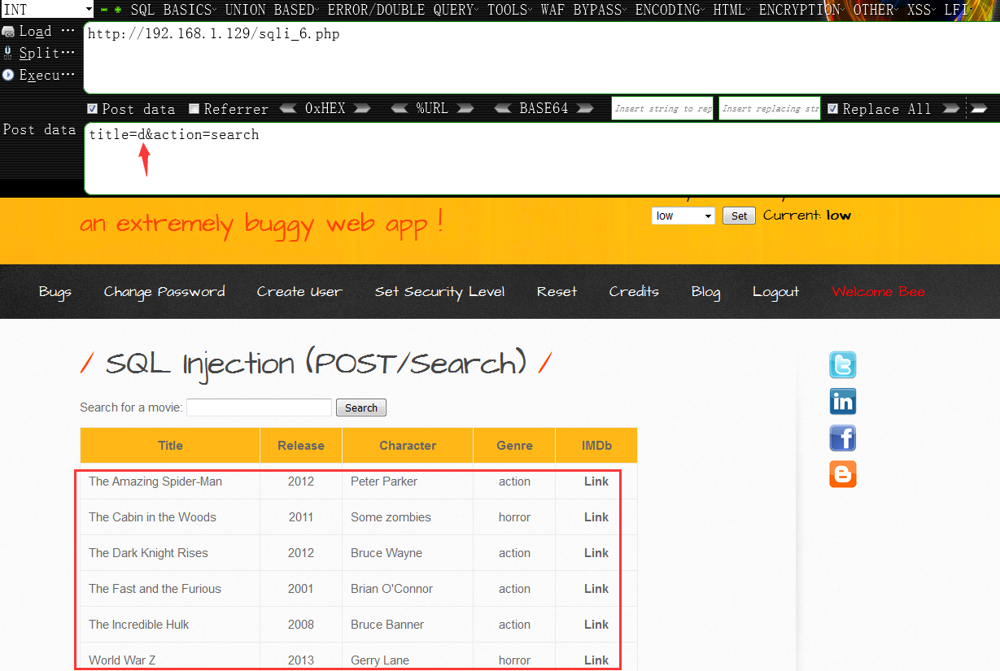 INT SQL BASICS UNION BASED ERROR/DOUBLE QUERY TOOLS WAF BYPASS ENCODING HTML ENCRYPTION OTHER XSS LFI
Load ...
http://192.168.1.129/sqli_6.php
Split...
Execu...
Post data Referrer 0xHEX %URL BASE64 Insert string to rep Insert replacing str Replace All
Post data
title=d&action=search
an extremely buggy web app !
low Set Current: low
Bugs Change Password Create User Set Security Level Reset Credits Blog Logout Welcome Bee
/ SQL Injection (POST/Search) /
Search for a movie: Search
Title Release Character Genre IMDb
The Amazing Spider-Man 2012 Peter Parker action Link
The Cabin in the Woods 2011 Some zombies horror Link
The Dark Knight Rises 2012 Bruce Wayne action Link
The Fast and the Furious 2001 Brian O'Connor action Link
The Incredible Hulk 2008 Bruce Banner action Link
World War Z 2013 Gerry Lane horror Link